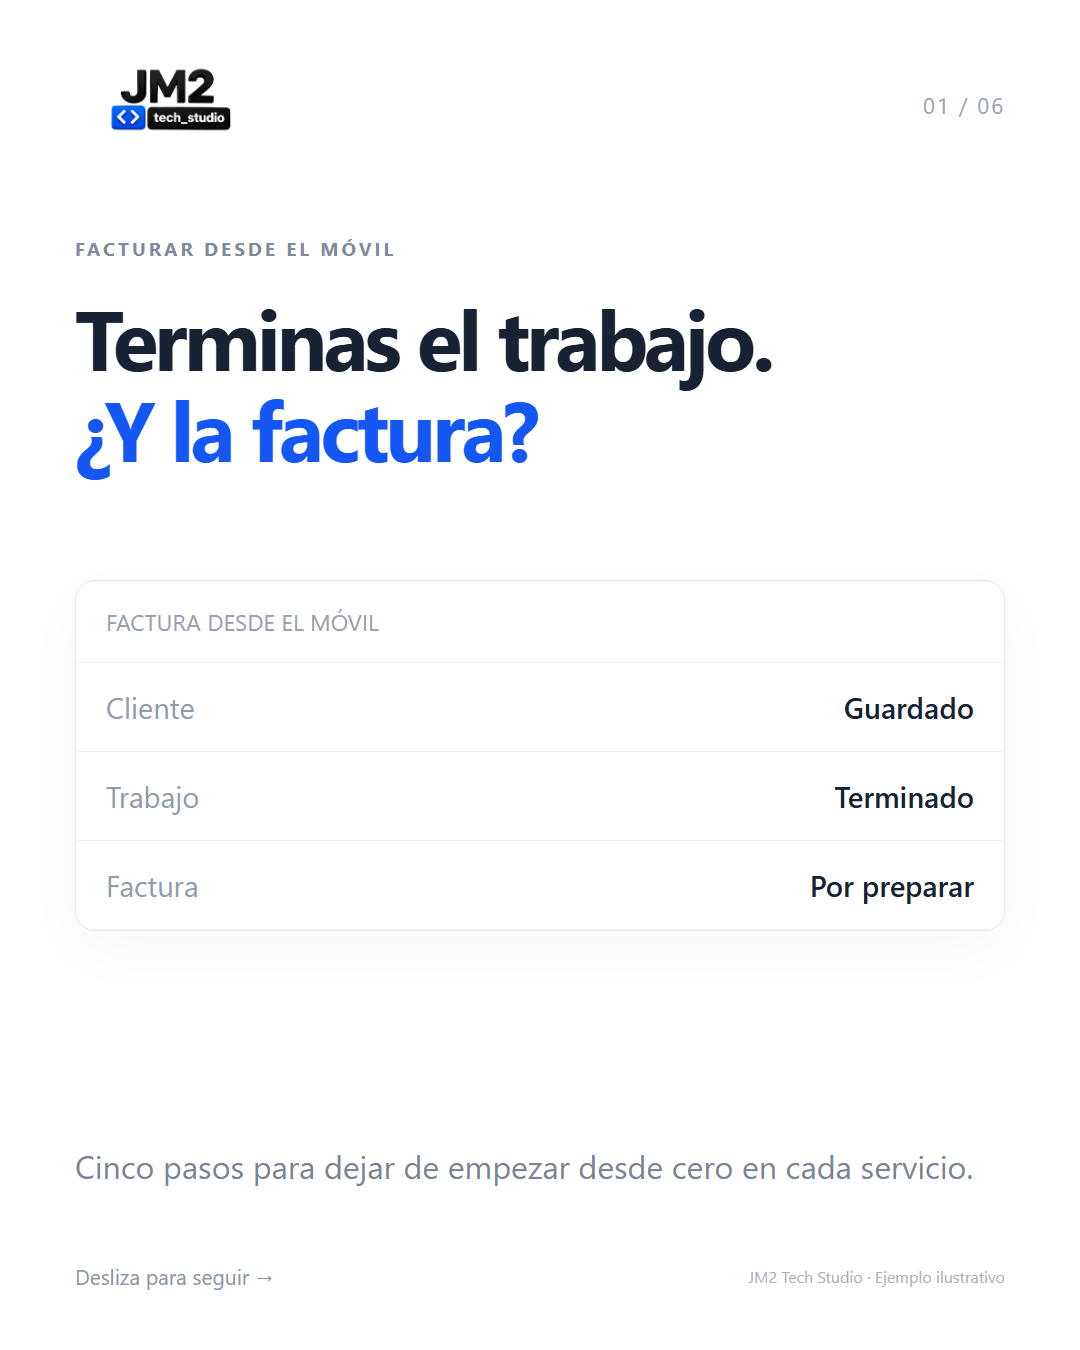 JM2
<> tech_studio
01 / 06
FACTURAR DESDE EL MÓVIL
Terminas el trabajo.
¿Y la factura?
FACTURA DESDE EL MÓVIL
Cliente Guardado
Trabajo Terminado
Factura Por preparar
Cinco pasos para dejar de empezar desde cero en cada servicio.
Desliza para seguir →
JM2 Tech Studio · Ejemplo ilustrativo